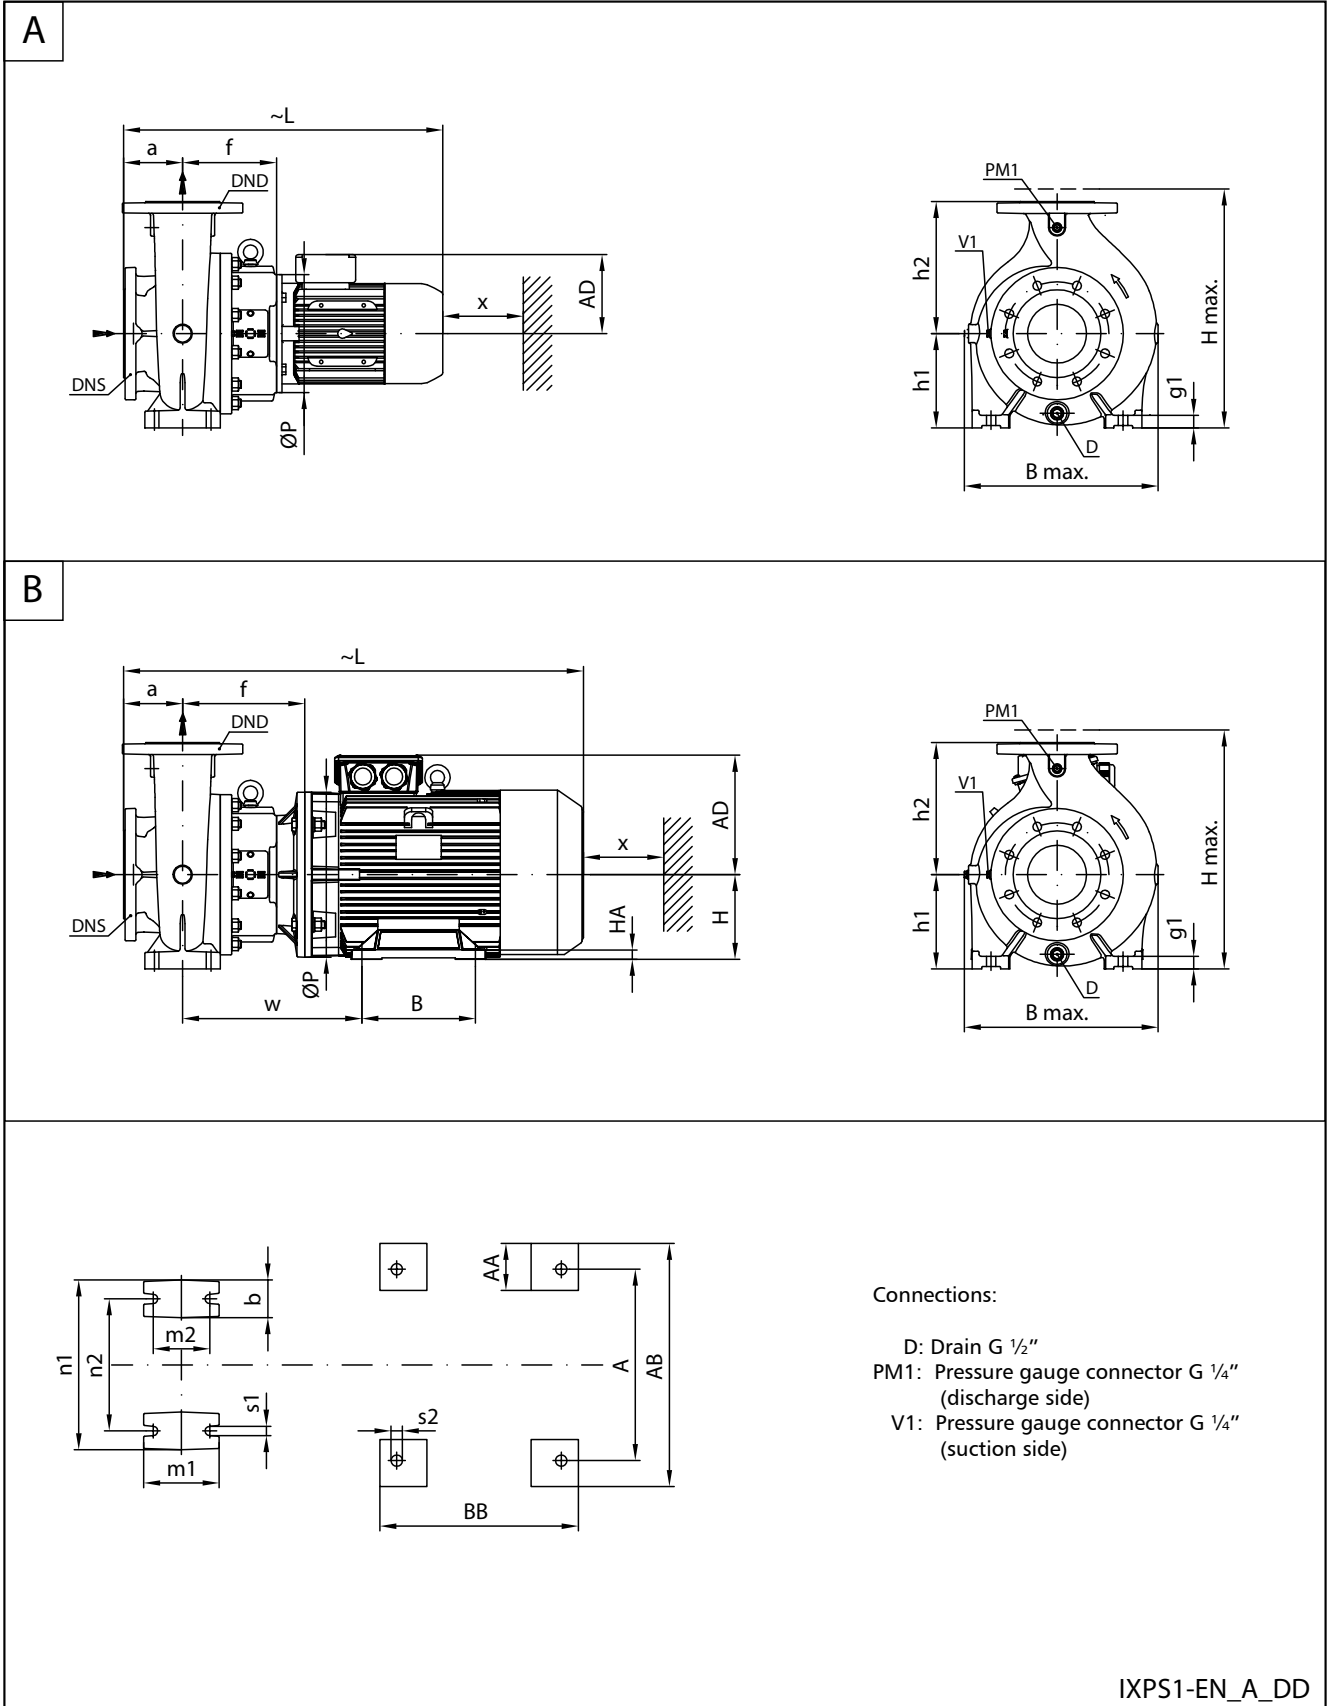 A
~L
a
f
DND
DNS
ØP
x
AD
PM1
V1
h2
h1
H max.
g1
D
B max.
B
~L
a
f
DND
DNS
ØP
w
B
HA
H
x
AD
PM1
V1
h2
h1
H max.
g1
D
B max.
n1
n2
m2
b
s1
m1
AA
A
AB
s2
BB
Connections:
D: Drain G ½”
PM1: Pressure gauge connector G ¼”
(discharge side)
V1: Pressure gauge connector G ¼”
(suction side)
IXPS1-EN_A_DD